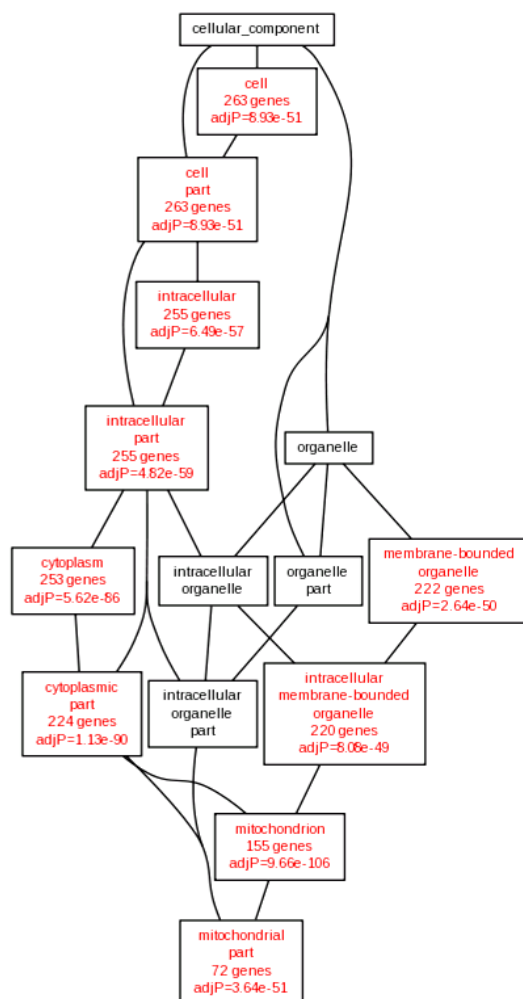 cellular_component
cell
263 genes
adjP=8.93e-51
cell
part
263 genes
adjP=8.93e-51
intracellular
255 genes
adjP=6.49e-57
intracellular
part
255 genes
adjP=4.82e-59
organelle
cytoplasm
253 genes
adjP=5.62e-86
intracellular
organelle
organelle
part
membrane-bounded
organelle
222 genes
adjP=2.64e-50
cytoplasmic
part
224 genes
adjP=1.13e-90
intracellular
organelle
part
intracellular
membrane-bounded
organelle
220 genes
adjP=8.08e-49
mitochondrion
155 genes
adjP=9.66e-106
mitochondrial
part
72 genes
adjP=3.64e-51